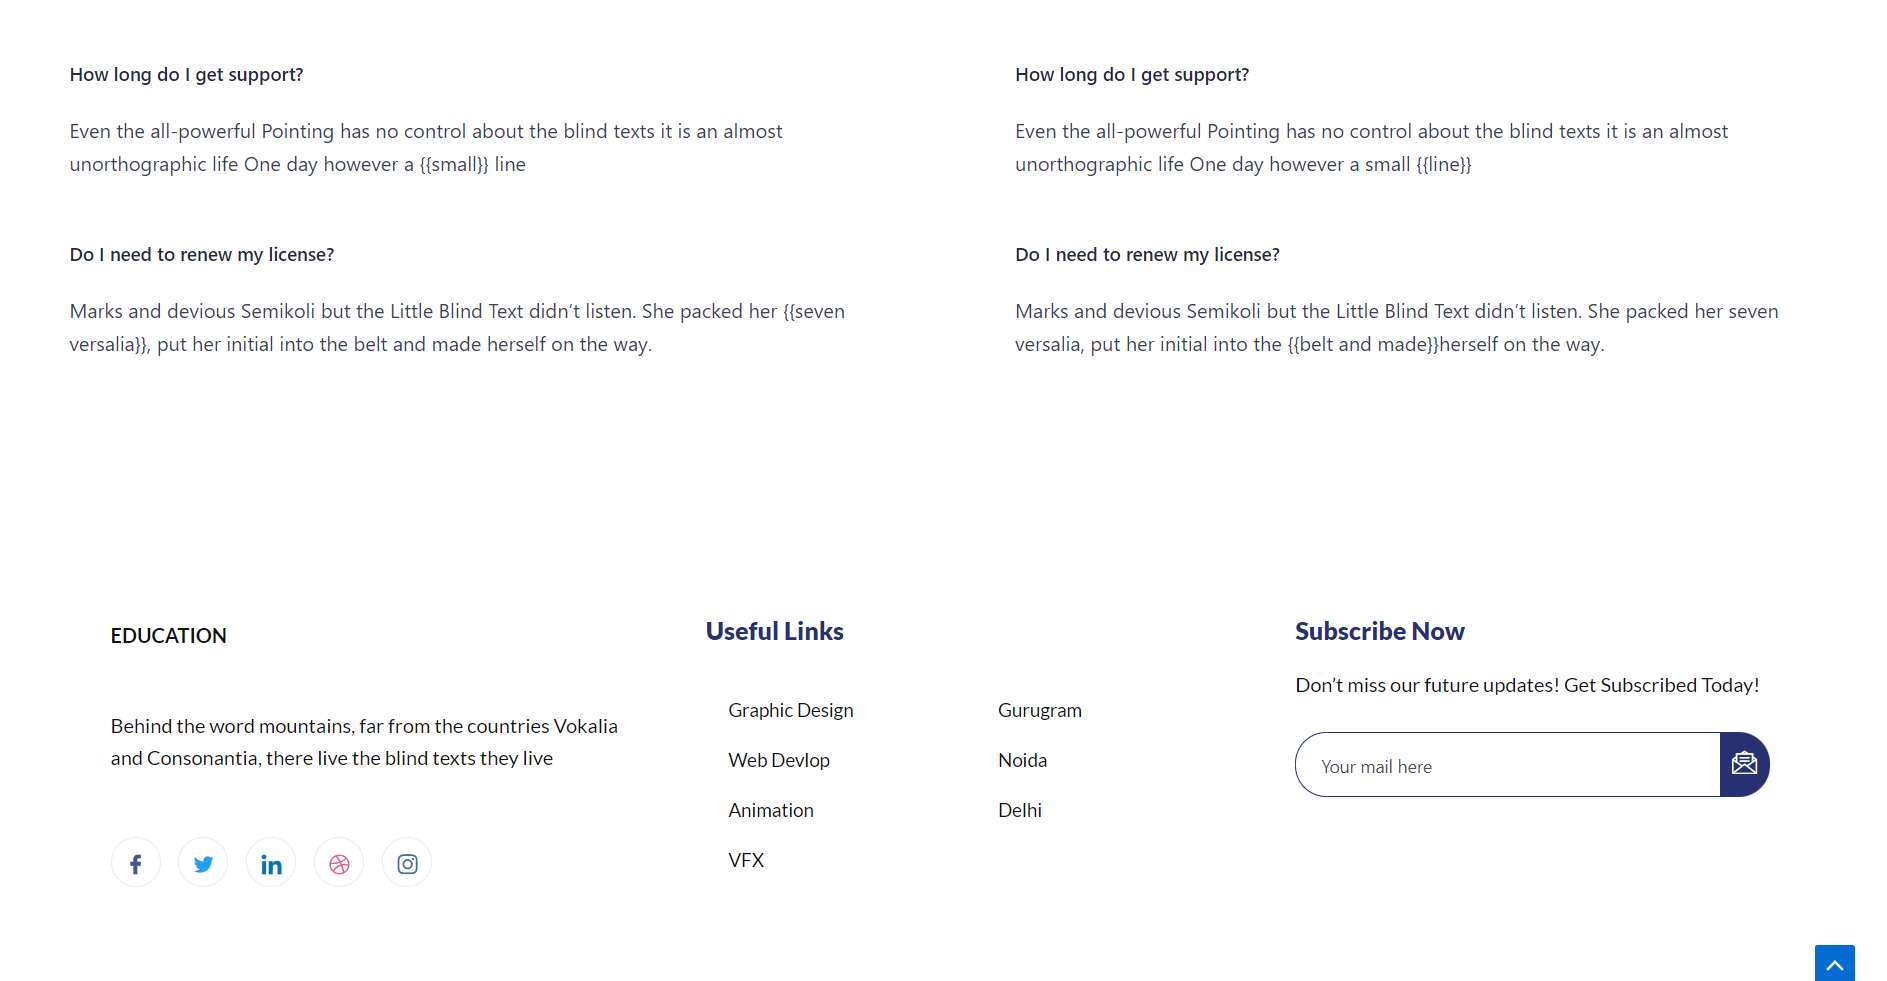 How long do I get support?
Even the all-powerful Pointing has no control about the blind texts it is an almost
unorthographic life One day however a {{small}} line
Do I need to renew my license?
Marks and devious Semikoli but the Little Blind Text didn’t listen. She packed her {{seven
versalia}}, put her initial into the belt and made herself on the way.
How long do I get support?
Even the all-powerful Pointing has no control about the blind texts it is an almost
unorthographic life One day however a small {{line}}
Do I need to renew my license?
Marks and devious Semikoli but the Little Blind Text didn’t listen. She packed her seven
versalia, put her initial into the {{belt and made}}herself on the way.
EDUCATION
Behind the word mountains, far from the countries Vokalia
and Consonantia, there live the blind texts they live
Useful Links
Graphic Design
Web Devlop
Animation
VFX
Gurugram
Noida
Delhi
Subscribe Now
Don’t miss our future updates! Get Subscribed Today!
Your mail here